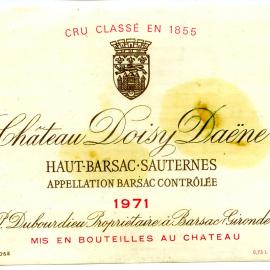 CRU CLASSÉ EN 1855
Château Doisy Daëne
HAUT-BARSAC·SAUTERNES
APPELLATION BARSAC CONTRÔLÉE
1971
P. Dubourdieu Propriétaire à Barsac (Gironde
MIS EN BOUTEILLES AU CHATEAU